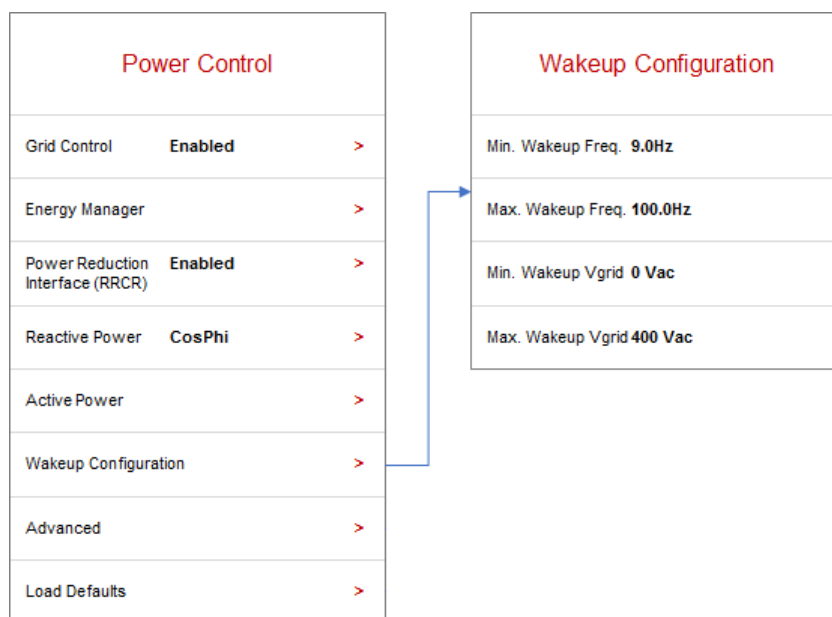 Power Control
Grid Control Enabled >
Energy Manager >
Power Reduction Enabled >
Interface (RRCR)
Reactive Power CosPhi >
Active Power >
Wakeup Configuration >
Advanced >
Load Defaults >
Wakeup Configuration
Min. Wakeup Freq. 9.0Hz
Max. Wakeup Freq. 100.0Hz
Min. Wakeup Vgrid 0 Vac
Max. Wakeup Vgrid 400 Vac